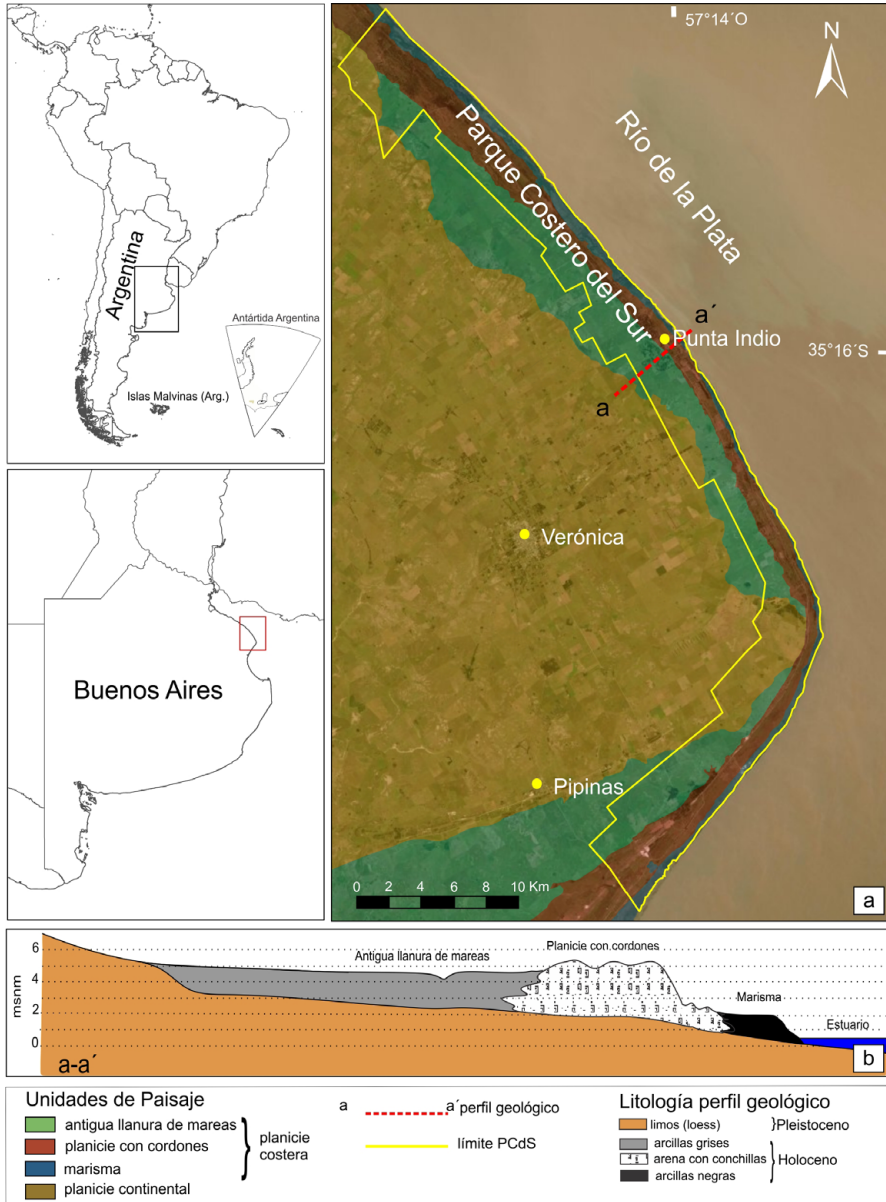 Argentina
Antártida Argentina
Islas Malvinas (Arg.)
Buenos Aires
57°14´O
N
Río de la Plata
Parque Costero del Sur
a´
Punta Indio
35°16´S
a
Verónica
Pipinas
0 2 4 6 8 10 Km
a
msnm
6
4
2
0
Antigua llanura de mareas
Planicie con cordones
Marisma
Estuario
a-a´
b
Unidades de Paisaje
antigua llanura de mareas
planicie con cordones
marisma
planicie costera
planicie continental
a a´ perfil geológico
límite PCdS
Litología perfil geológico
limos (loess) }Pleistoceno
arcillas grises
arena con conchillas
arcillas negras
Holoceno